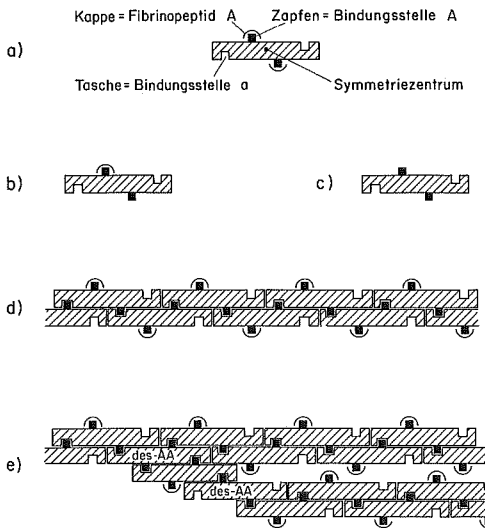 Kappe = Fibrinopeptid A Zapfen = Bindungsstelle A
a)
Tasche = Bindungsstelle a Symmetriezentrum
b) c)
d)
e)
des-AA
des-AA